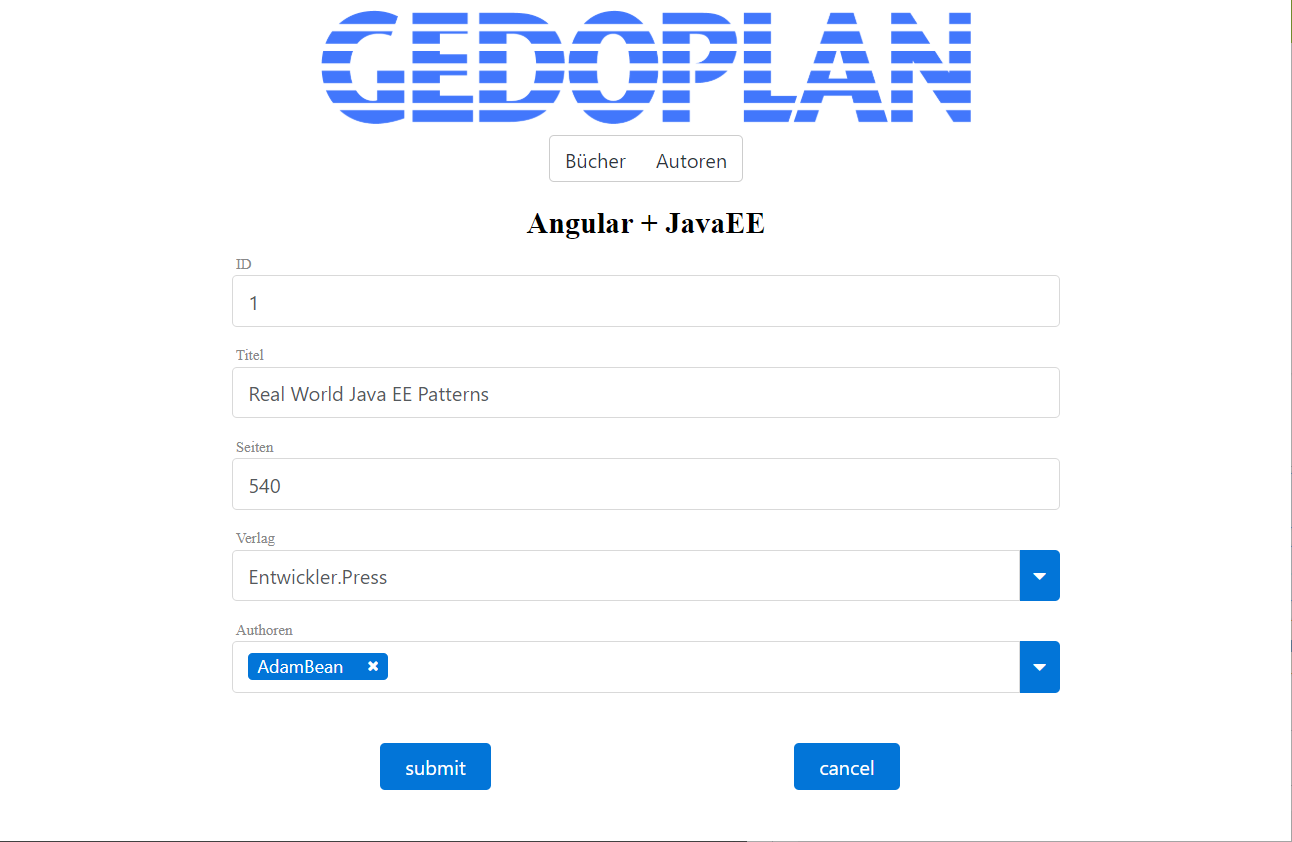 GEDOPLAN
Bücher Autoren
Angular + JavaEE
ID
1
Titel
Real World Java EE Patterns
Seiten
540
Verlag
Entwickler.Press
Authoren
AdamBean ✖
submit cancel